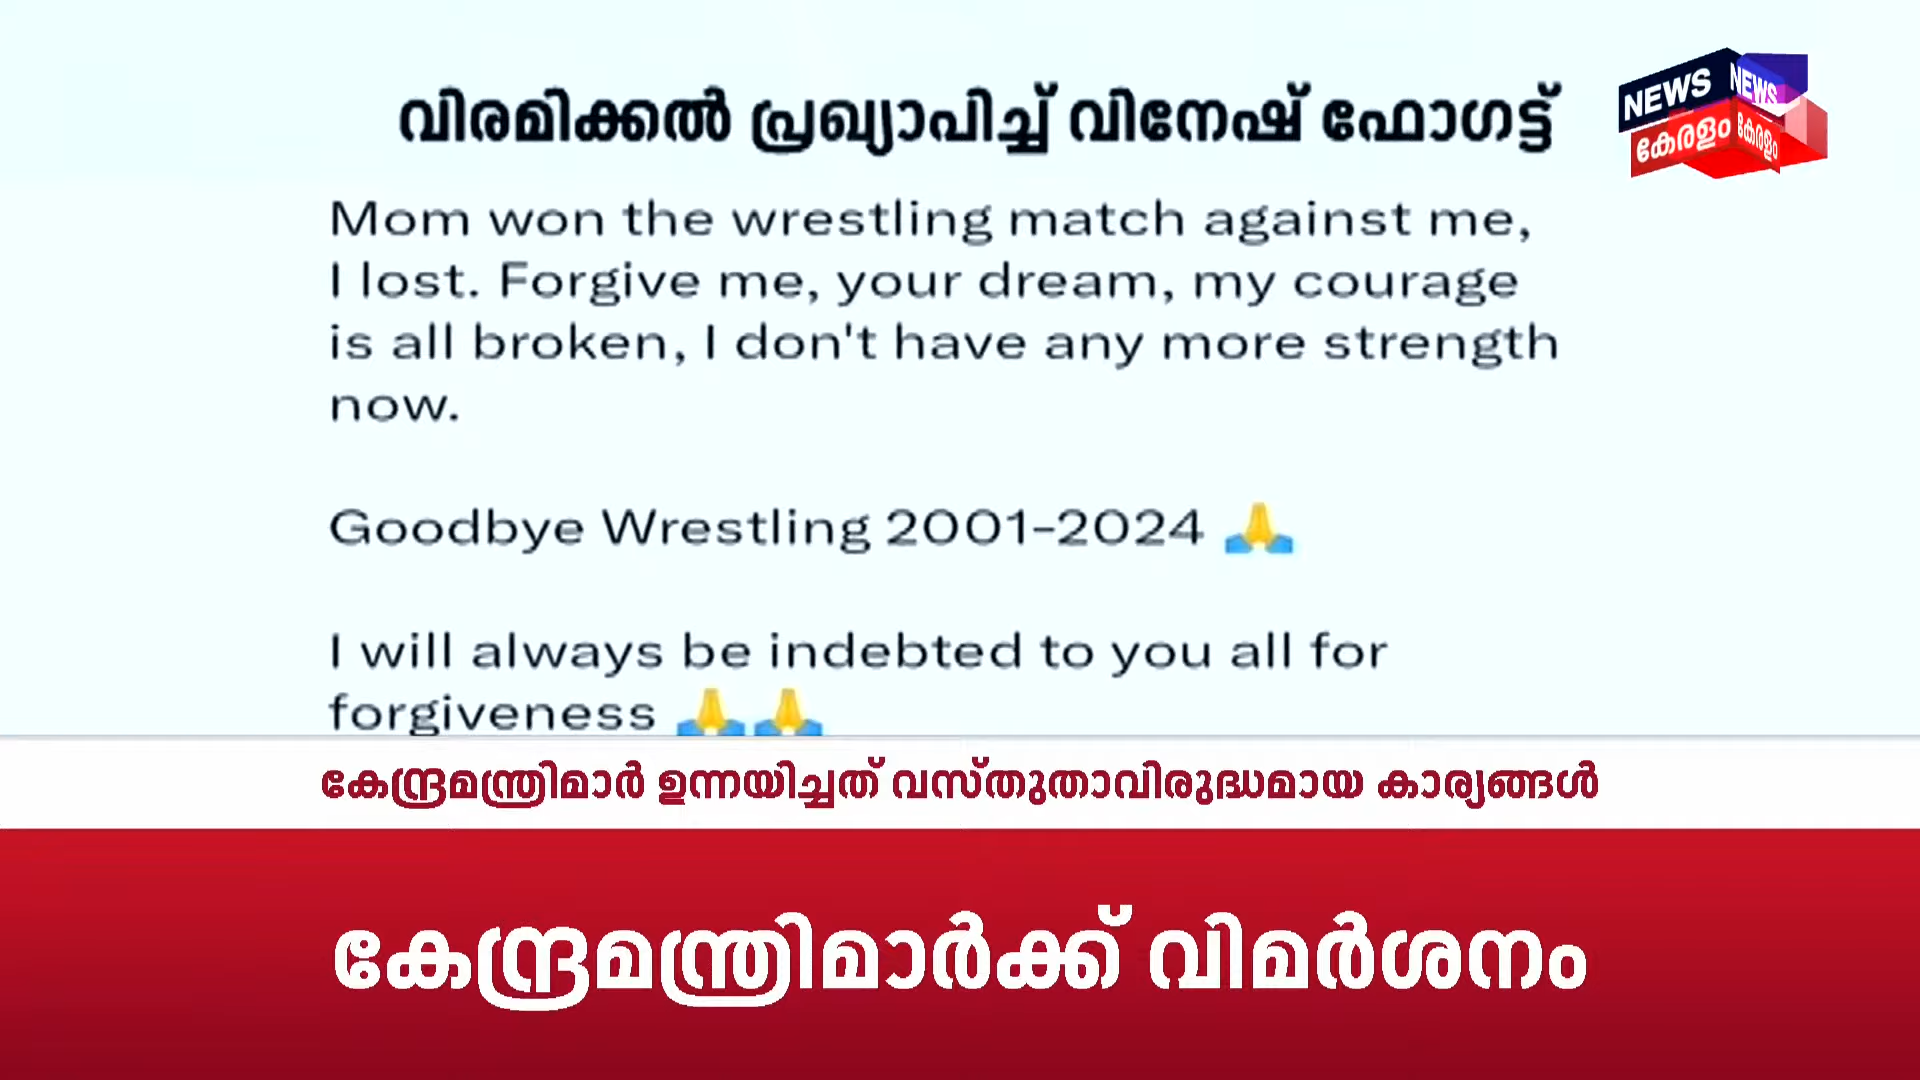 വിരമിക്കൽ പ്രഖ്യാപിച്ച് വിനേഷ് ഫോഗട്ട്
NEWS NEWS
കേരളം കേരളം
Mom won the wrestling match against me,
I lost. Forgive me, your dream, my courage
is all broken, I don't have any more strength
now.
Goodbye Wrestling 2001-2024 🙏
I will always be indebted to you all for
forgiveness 🙏🙏
കേന്ദ്രമന്ത്രിമാർ ഉന്നയിച്ചത് വസ്തുതാവിരുദ്ധമായ കാര്യങ്ങൾ
കേന്ദ്രമന്ത്രിമാർക്ക് വിമർശനം